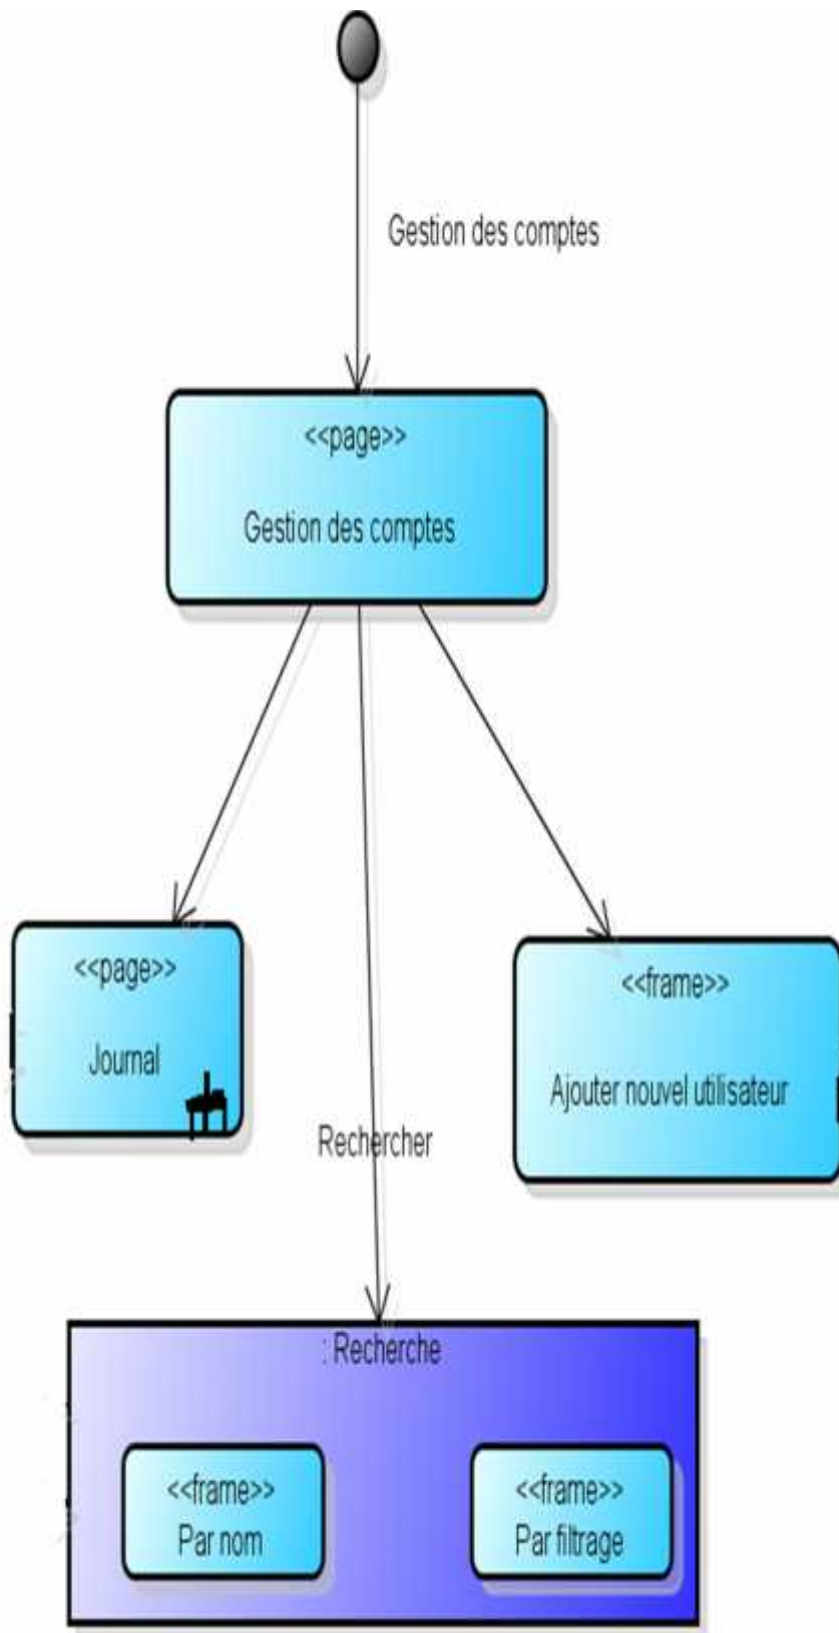 Gestion des comptes
<<page>>
Gestion des comptes
<<page>>
Journal
<<frame>>
Ajouter nouvel utilisateur
Rechercher
: Recherche
<<frame>>
Par nom
<<frame>>
Par filtrage